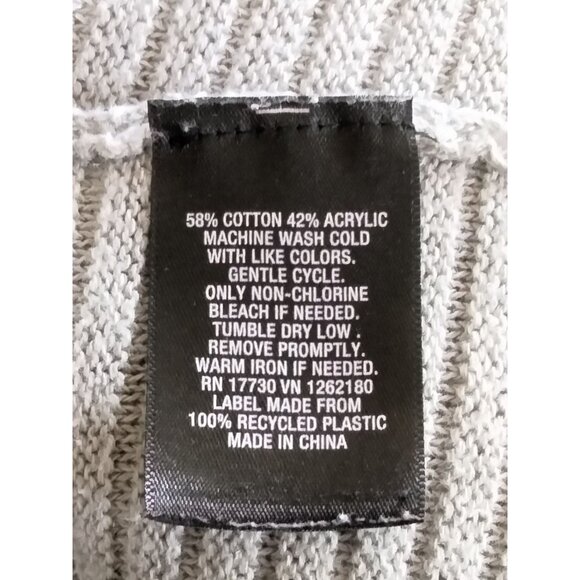 58% COTTON 42% ACRYLIC
MACHINE WASH COLD
WITH LIKE COLORS.
GENTLE CYCLE.
ONLY NON-CHLORINE
BLEACH IF NEEDED.
TUMBLE DRY LOW .
REMOVE PROMPTLY.
WARM IRON IF NEEDED.
RN 17730 VN 1262180
LABEL MADE FROM
100% RECYCLED PLASTIC
MADE IN CHINA